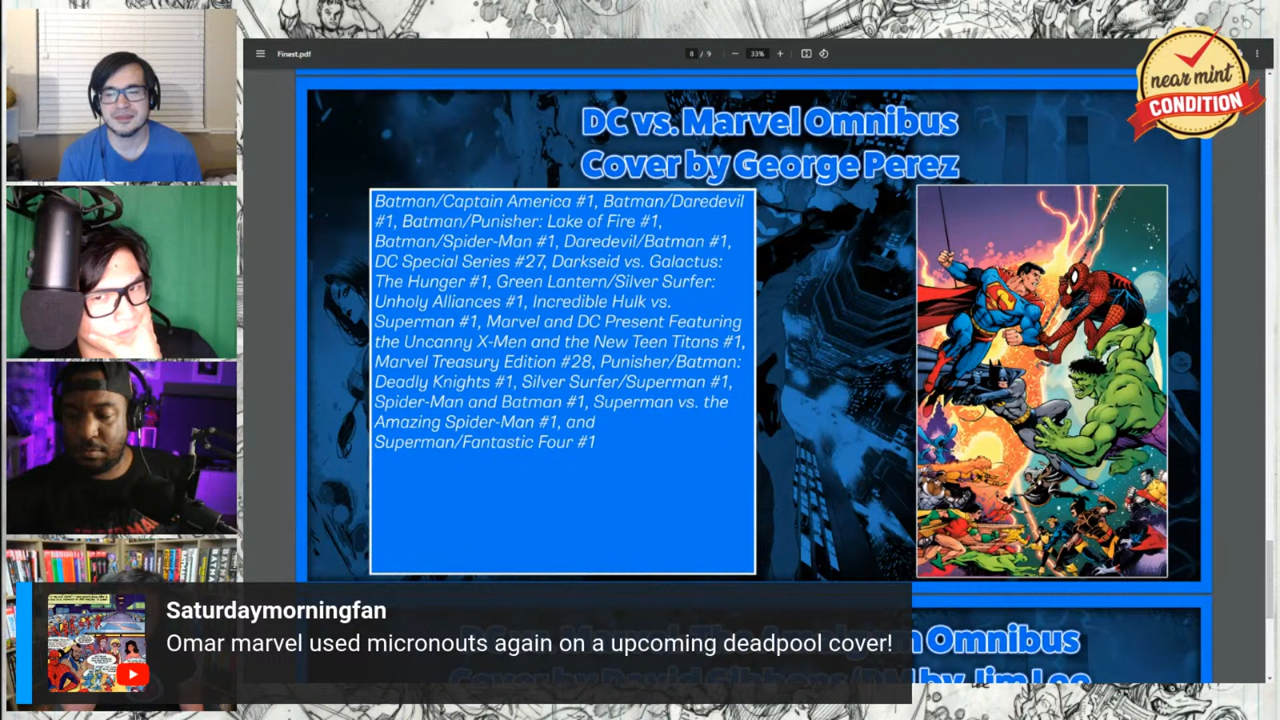 Finest.pdf
8 / 9
33%
near mint
CONDITION
DC vs. Marvel Omnibus
Cover by George Perez
Batman/Captain America #1, Batman/Daredevil
#1, Batman/Punisher: Lake of Fire #1,
Batman/Spider-Man #1, Daredevil/Batman #1,
DC Special Series #27, Darkseid vs. Galactus:
The Hunger #1, Green Lantern/Silver Surfer:
Unholy Alliances #1, Incredible Hulk vs.
Superman #1, Marvel and DC Present Featuring
the Uncanny X-Men and the New Teen Titans #1,
Marvel Treasury Edition #28, Punisher/Batman:
Deadly Knights #1, Silver Surfer/Superman #1,
Spider-Man and Batman #1, Superman vs. the
Amazing Spider-Man #1, and
Superman/Fantastic Four #1
Saturdaymorningfan
Omar marvel used micronouts again on a upcoming deadpool cover!
Omnibus
by Jim Lee